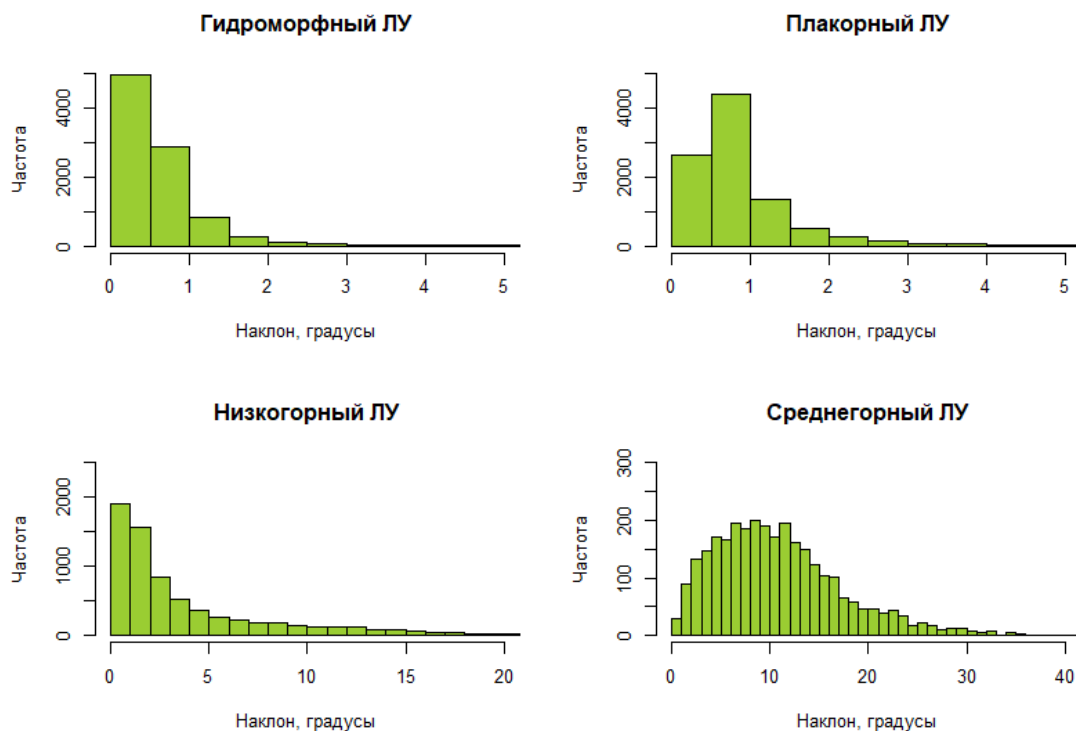 Гидроморфный ЛУ
Частота
0 2000 4000
0 1 2 3 4 5
Наклон, градусы
Плакорный ЛУ
Частота
0 2000 4000
0 1 2 3 4 5
Наклон, градусы
Низкогорный ЛУ
Частота
0 1000 2000
0 5 10 15 20
Наклон, градусы
Среднегорный ЛУ
Частота
0 100 200 300
0 10 20 30 40
Наклон, градусы